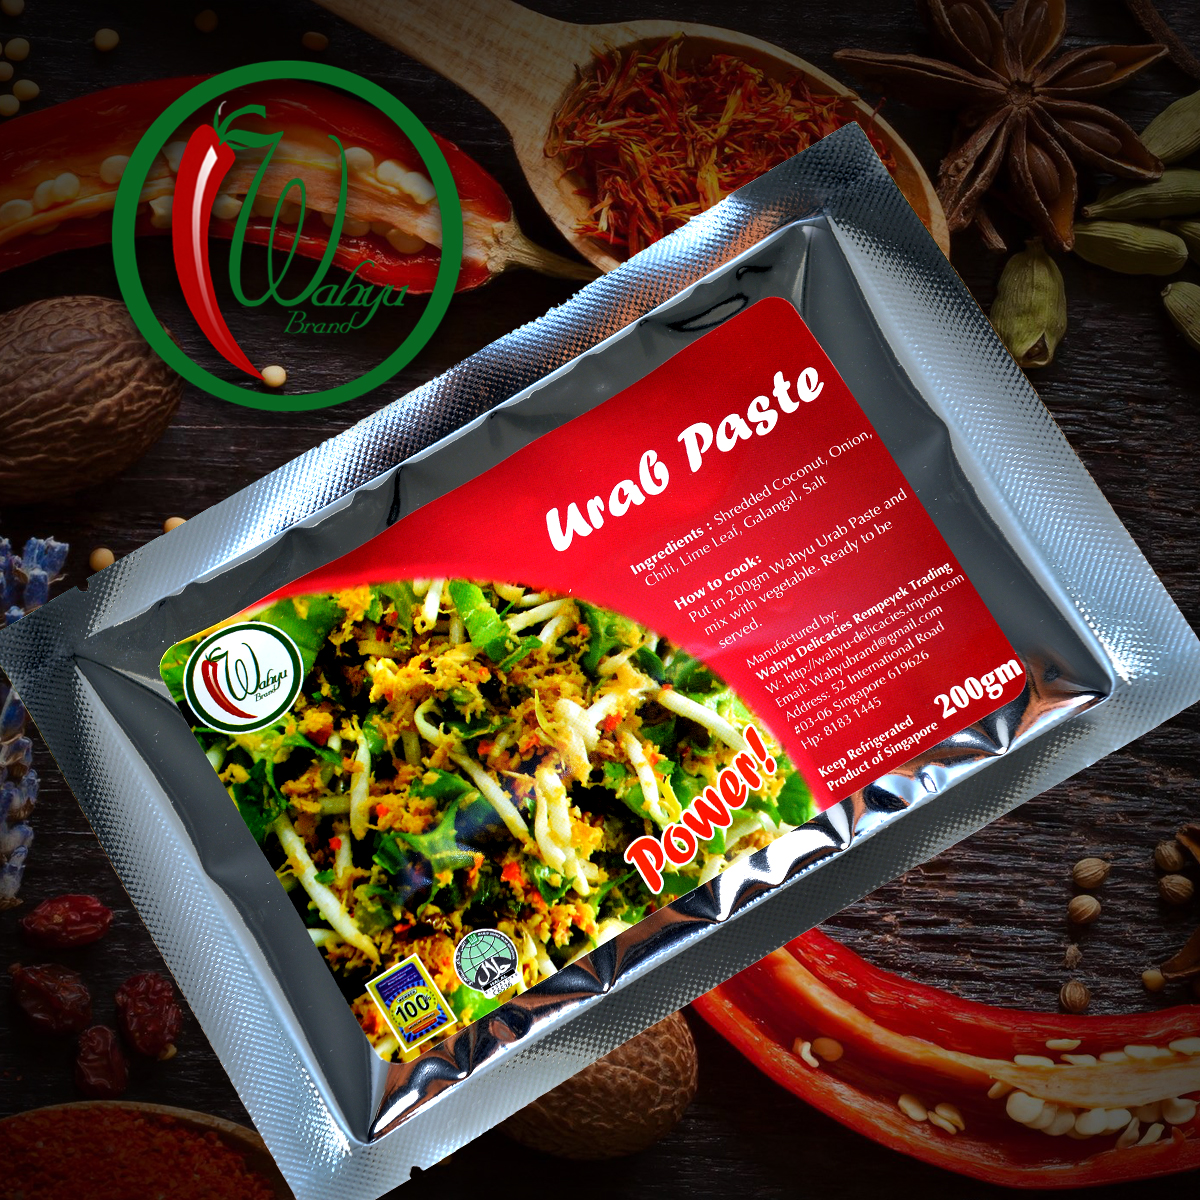 Wahyu
Brand
Urab Paste
Ingredients : Shredded Coconut, Onion,
Chili, Lime Leaf, Galangal, Salt
How to cook:
Put in 200gm Wahyu Urab Paste and
mix with vegetable. Ready to be
served.
Manufactured by:
Wahyu Delicacies Rempeyek Trading
W: http://wahyu-delicacies.tripod.com
Email: Wahyubrand@gmail.com
Address: 52 International Road
#03-06 Singapore 619626
Hp: 8183 1445
Keep Refrigerated
Product of Singapore
200gm
Wahyu
Brand
Power!
100%
حلال